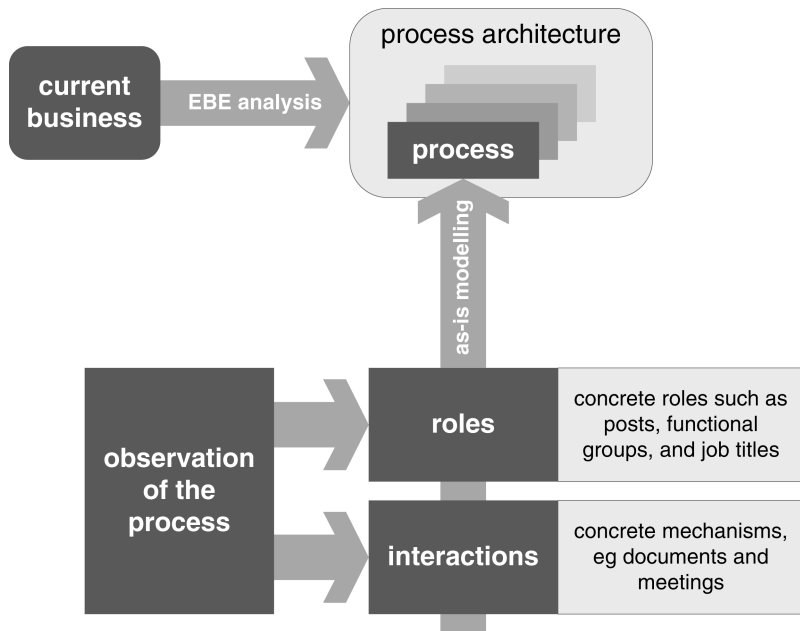 process architecture
current
business
EBE analysis
process
as-is modelling
observation
of the
process
roles
concrete roles such as
posts, functional
groups, and job titles
interactions
concrete mechanisms,
eg documents and
meetings